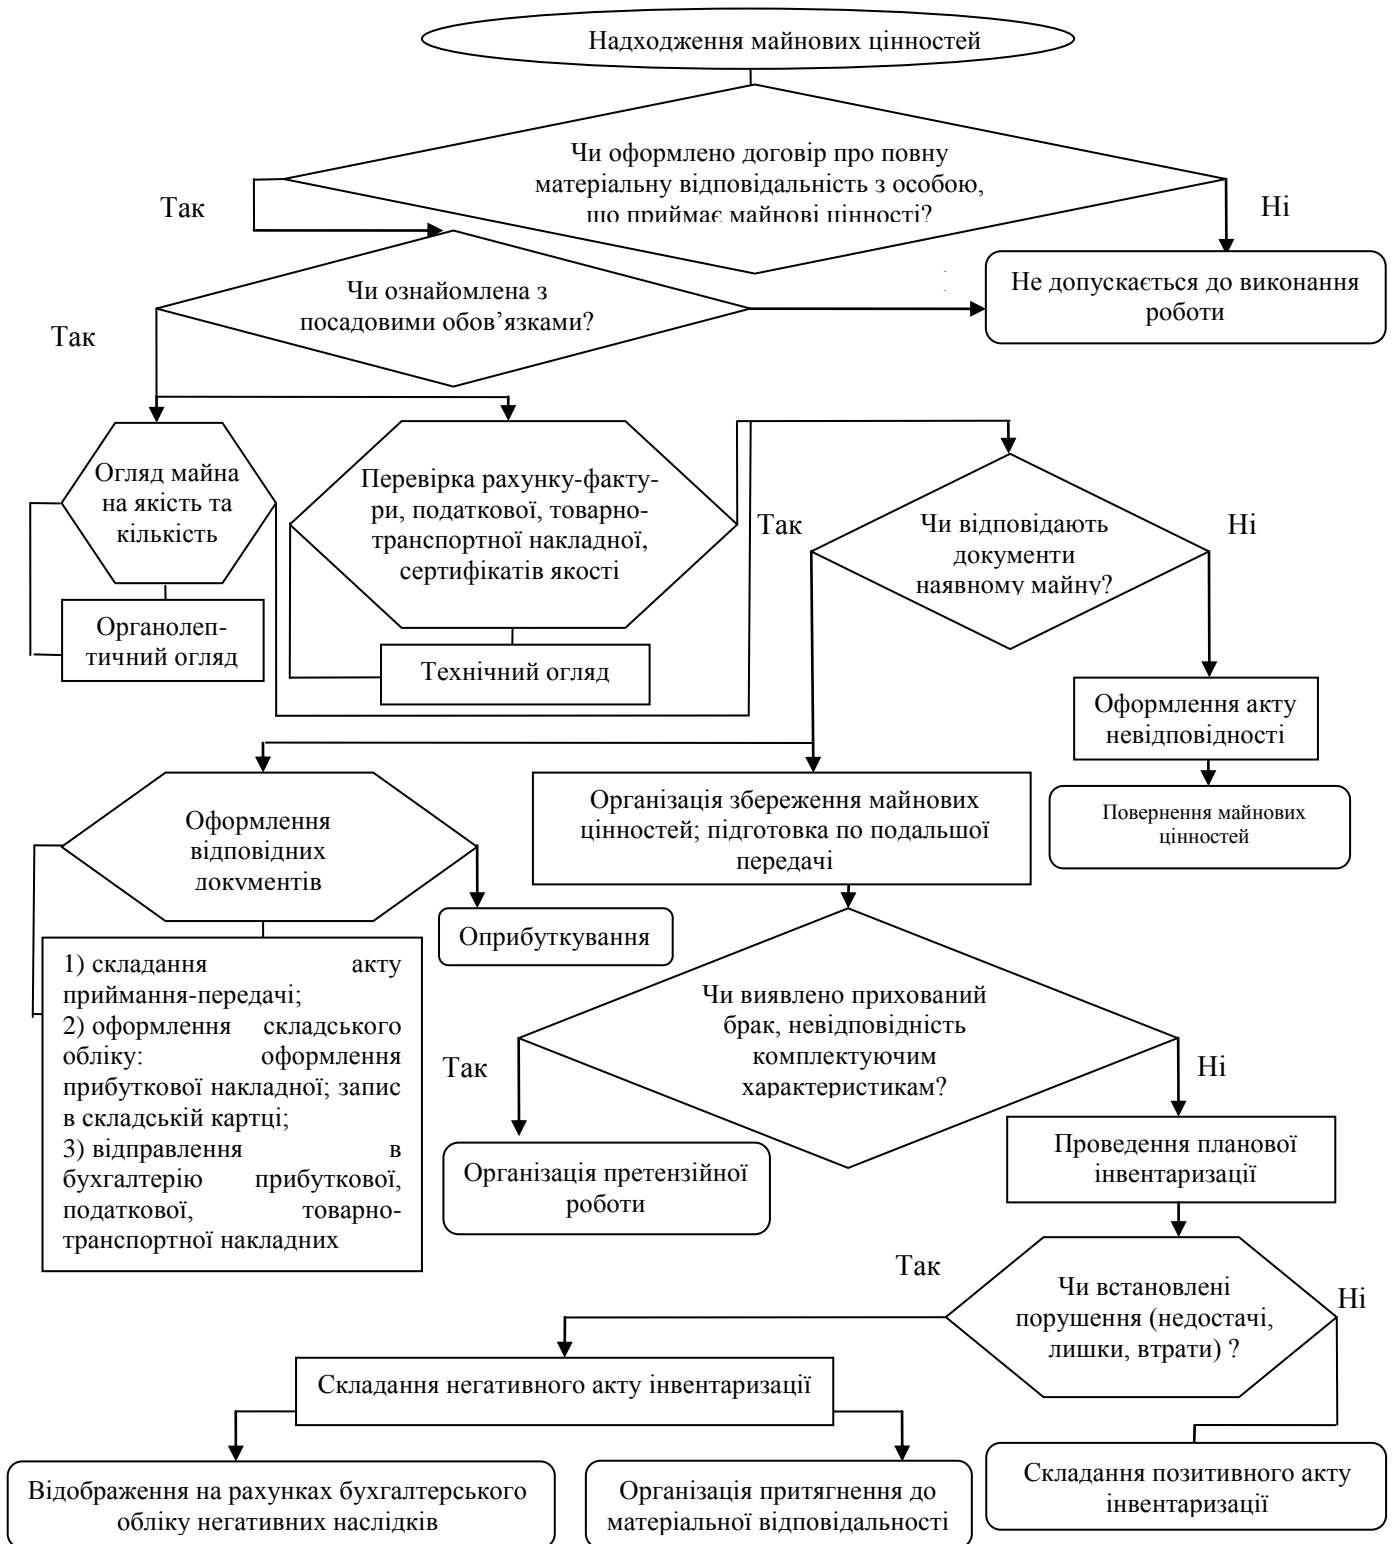 Надходження майнових цінностей
Чи оформлено договір про повну
матеріальну відповідальність з особою,
що приймає майнові цінності?
Так
Ні
Чи ознайомлена з
посадовими обов’язками?
Не допускається до виконання
роботи
Так
Огляд майна
на якість та
кількість
Перевірка рахунку-факту-
ри, податкової, товарно-
транспортної накладної,
сертифікатів якості
Так
Чи відповідають
документи
наявному майну?
Ні
Органолеп-
тичний огляд
Технічний огляд
Оформлення акту
невідповідності
Оформлення
відповідних
документів
Організація збереження майнових
цінностей; підготовка по подальшої
передачі
Повернення майнових
цінностей
Оприбуткування
1) складання акту
приймання-передачі;
2) оформлення складського
обліку: оформлення
прибуткової накладної; запис
в складській картці;
3) відправлення в
бухгалтерію прибуткової,
податкової, товарно-
транспортної накладних
Чи виявлено прихований
брак, невідповідність
комплектуючим
характеристикам?
Так
Ні
Організація претензійної
роботи
Проведення планової
інвентаризації
Так
Чи встановлені
порушення (недостачі,
лишки, втрати) ?
Ні
Складання негативного акту інвентаризації
Відображення на рахунках бухгалтерського
обліку негативних наслідків
Організація притягнення до
матеріальної відповідальності
Складання позитивного акту
інвентаризації